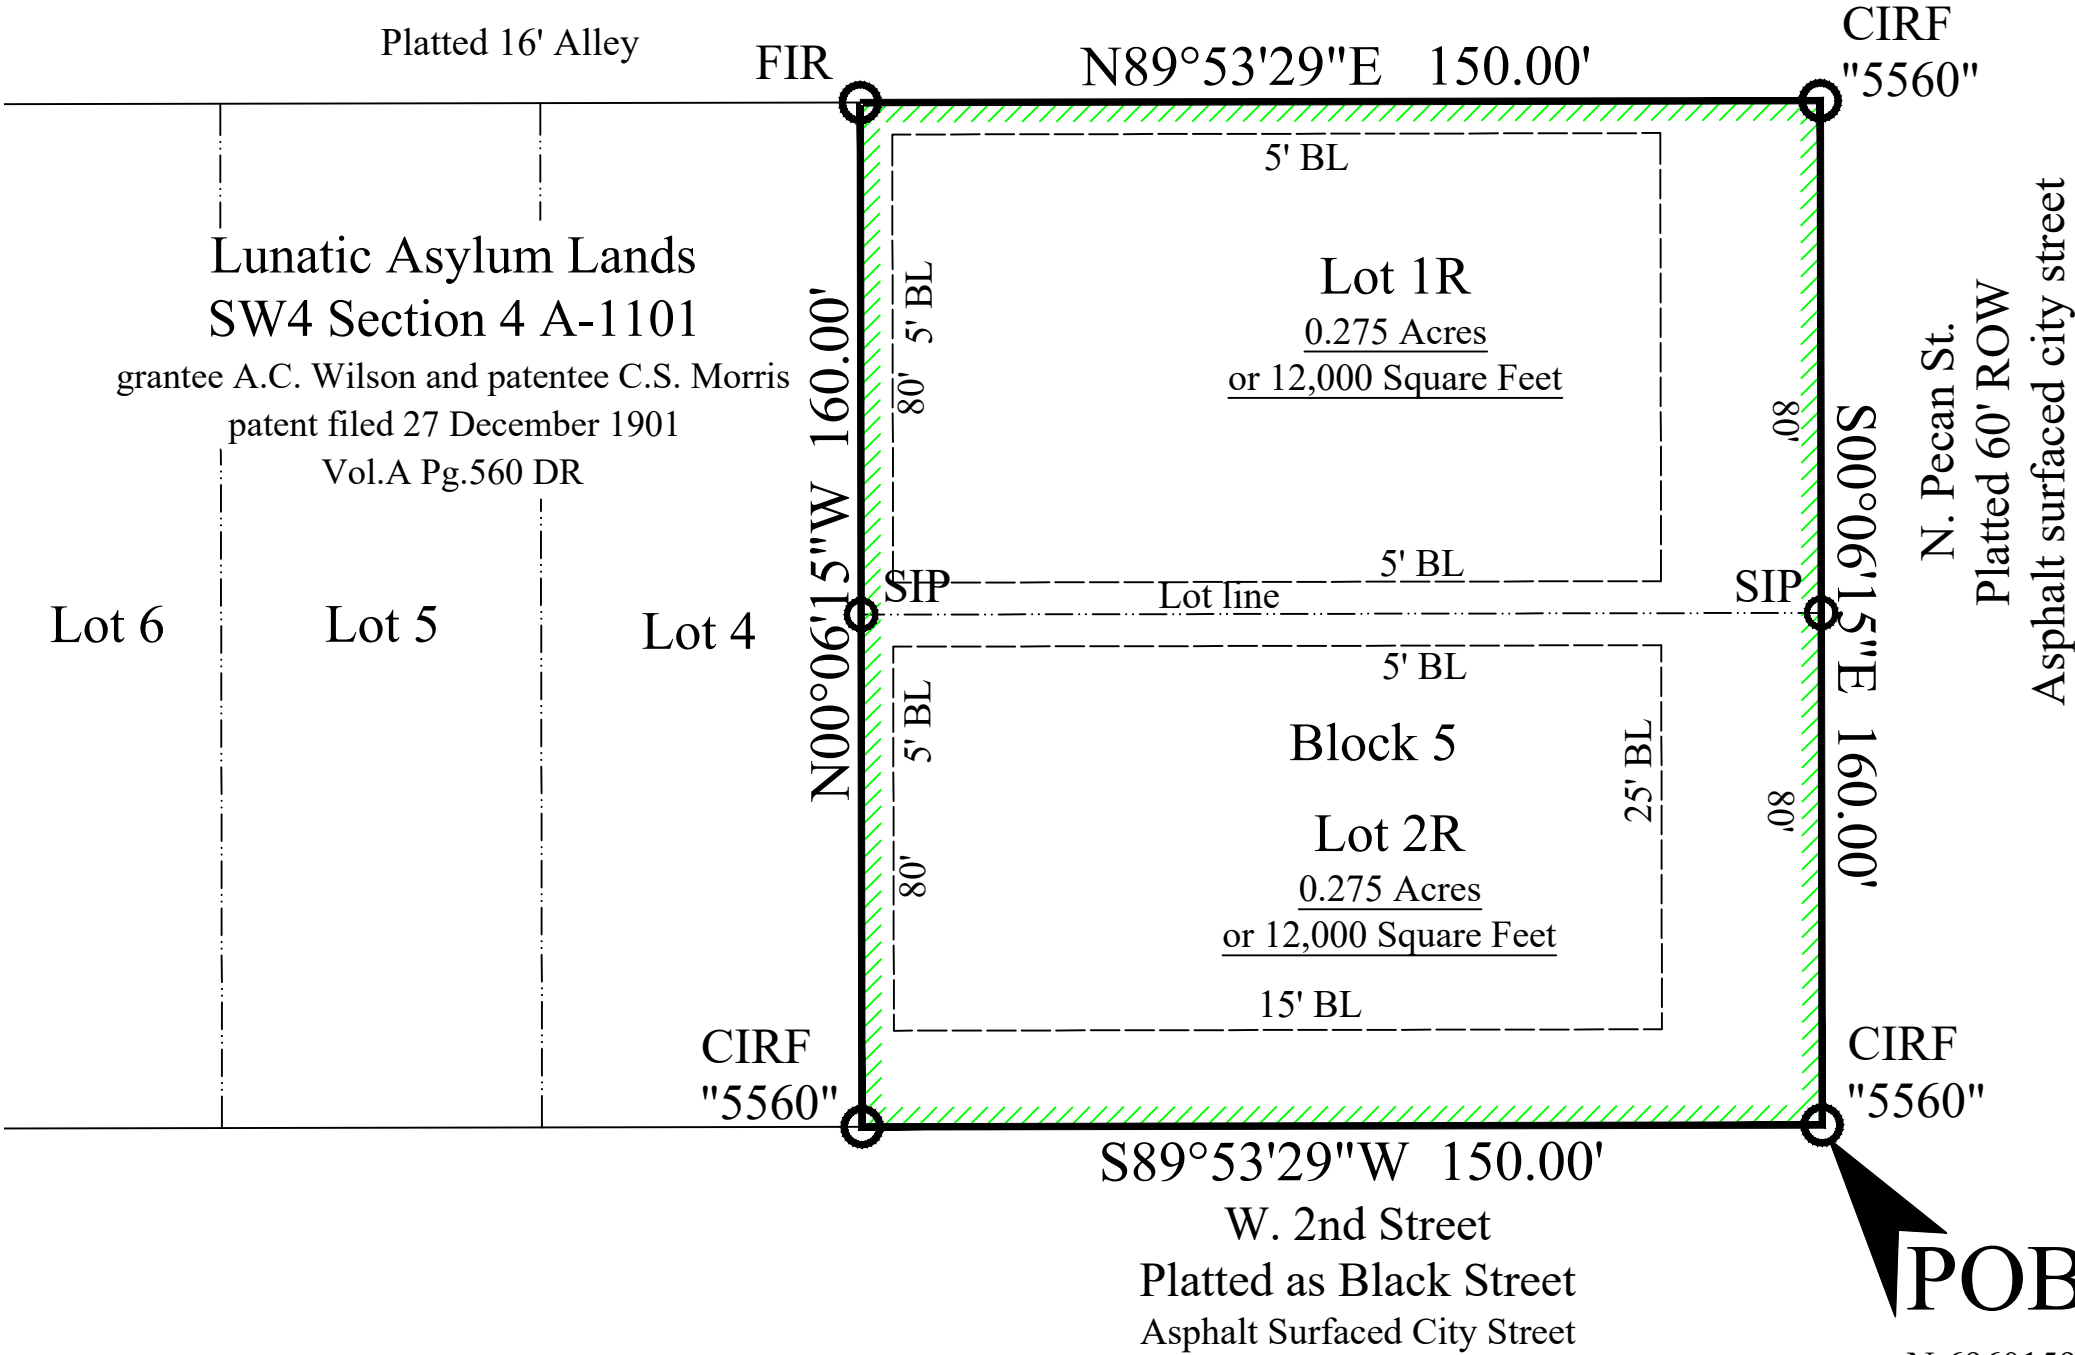 Platted 16' Alley
FIR
N89°53'29"E 150.00'
CIRF
"5560"
5' BL
Lunatic Asylum Lands
SW4 Section 4 A-1101
grantee A.C. Wilson and patentee C.S. Morris
patent filed 27 December 1901
Vol.A Pg.560 DR
N00°06'15"W 160.00'
80' 5' BL
Lot 1R
0.275 Acres
or 12,000 Square Feet
80'
S00°06'15"E 160.00'
N. Pecan St.
Platted 60' ROW
Asphalt surfaced city street
5' BL
SIP
Lot line
SIP
Lot 6
Lot 5
Lot 4
5' BL
5' BL
Block 5
25' BL
Lot 2R
0.275 Acres
or 12,000 Square Feet
80'
80'
15' BL
CIRF
"5560"
CIRF
"5560"
S89°53'29"W 150.00'
W. 2nd Street
Platted as Black Street
Asphalt Surfaced City Street
POB